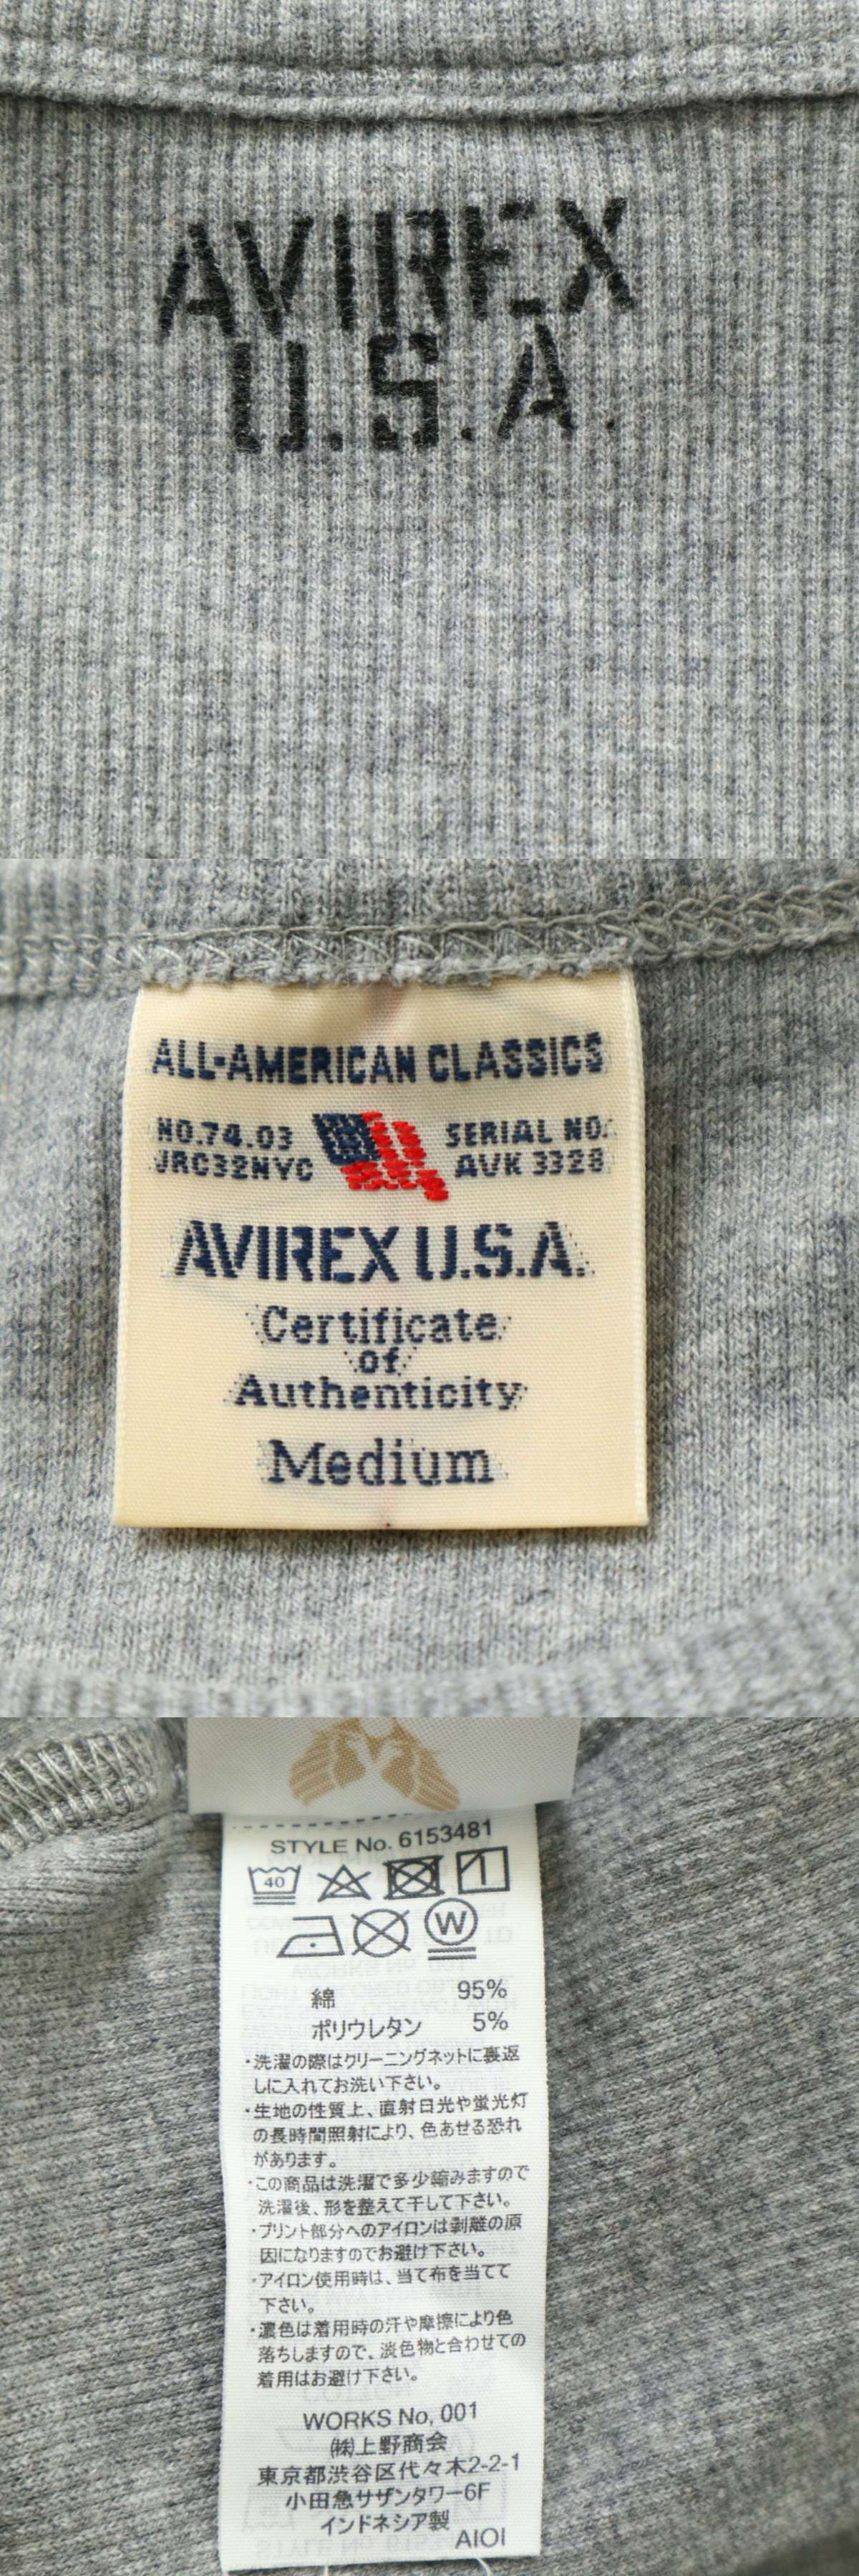 AVIREX
U.S.A.
ALL-AMERICAN CLASSICS
NO.74.03
JRC32NYC
SERIAL NO.
AVK 3328
AVIREX U.S.A.
Certificate
of
Authenticity
Medium
STYLE No. 6153481
40
W
綿 95%
ポリウレタン 5%
・洗濯の際はクリーニングネットに裏返
しに入れてお洗い下さい。
・生地の性質上、直射日光や蛍光灯
の長時間照射により、色あせる恐れ
があります。
・この商品は洗濯で多少縮みますので
洗濯後、形を整えて干して下さい。
・プリント部分へのアイロンは剥離の原
因になりますのでお避け下さい。
・アイロン使用時は、当て布を当てて
下さい。
・濃色は着用時の汗や摩擦により色
落ちしますので、淡色物と合わせての
着用はお避け下さい。
WORKS No, 001
㈱上野商会
東京都渋谷区代々木2-2-1
小田急サザンタワー6F
インドネシア製
AIOI